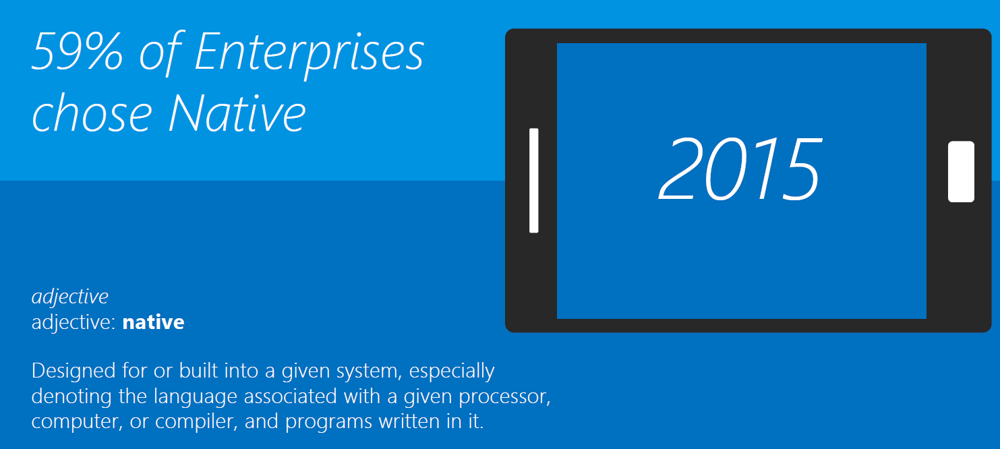 59% of Enterprises
chose Native
2015
adjective
adjective: native
Designed for or built into a given system, especially
denoting the language associated with a given processor,
computer, or compiler, and programs written in it.